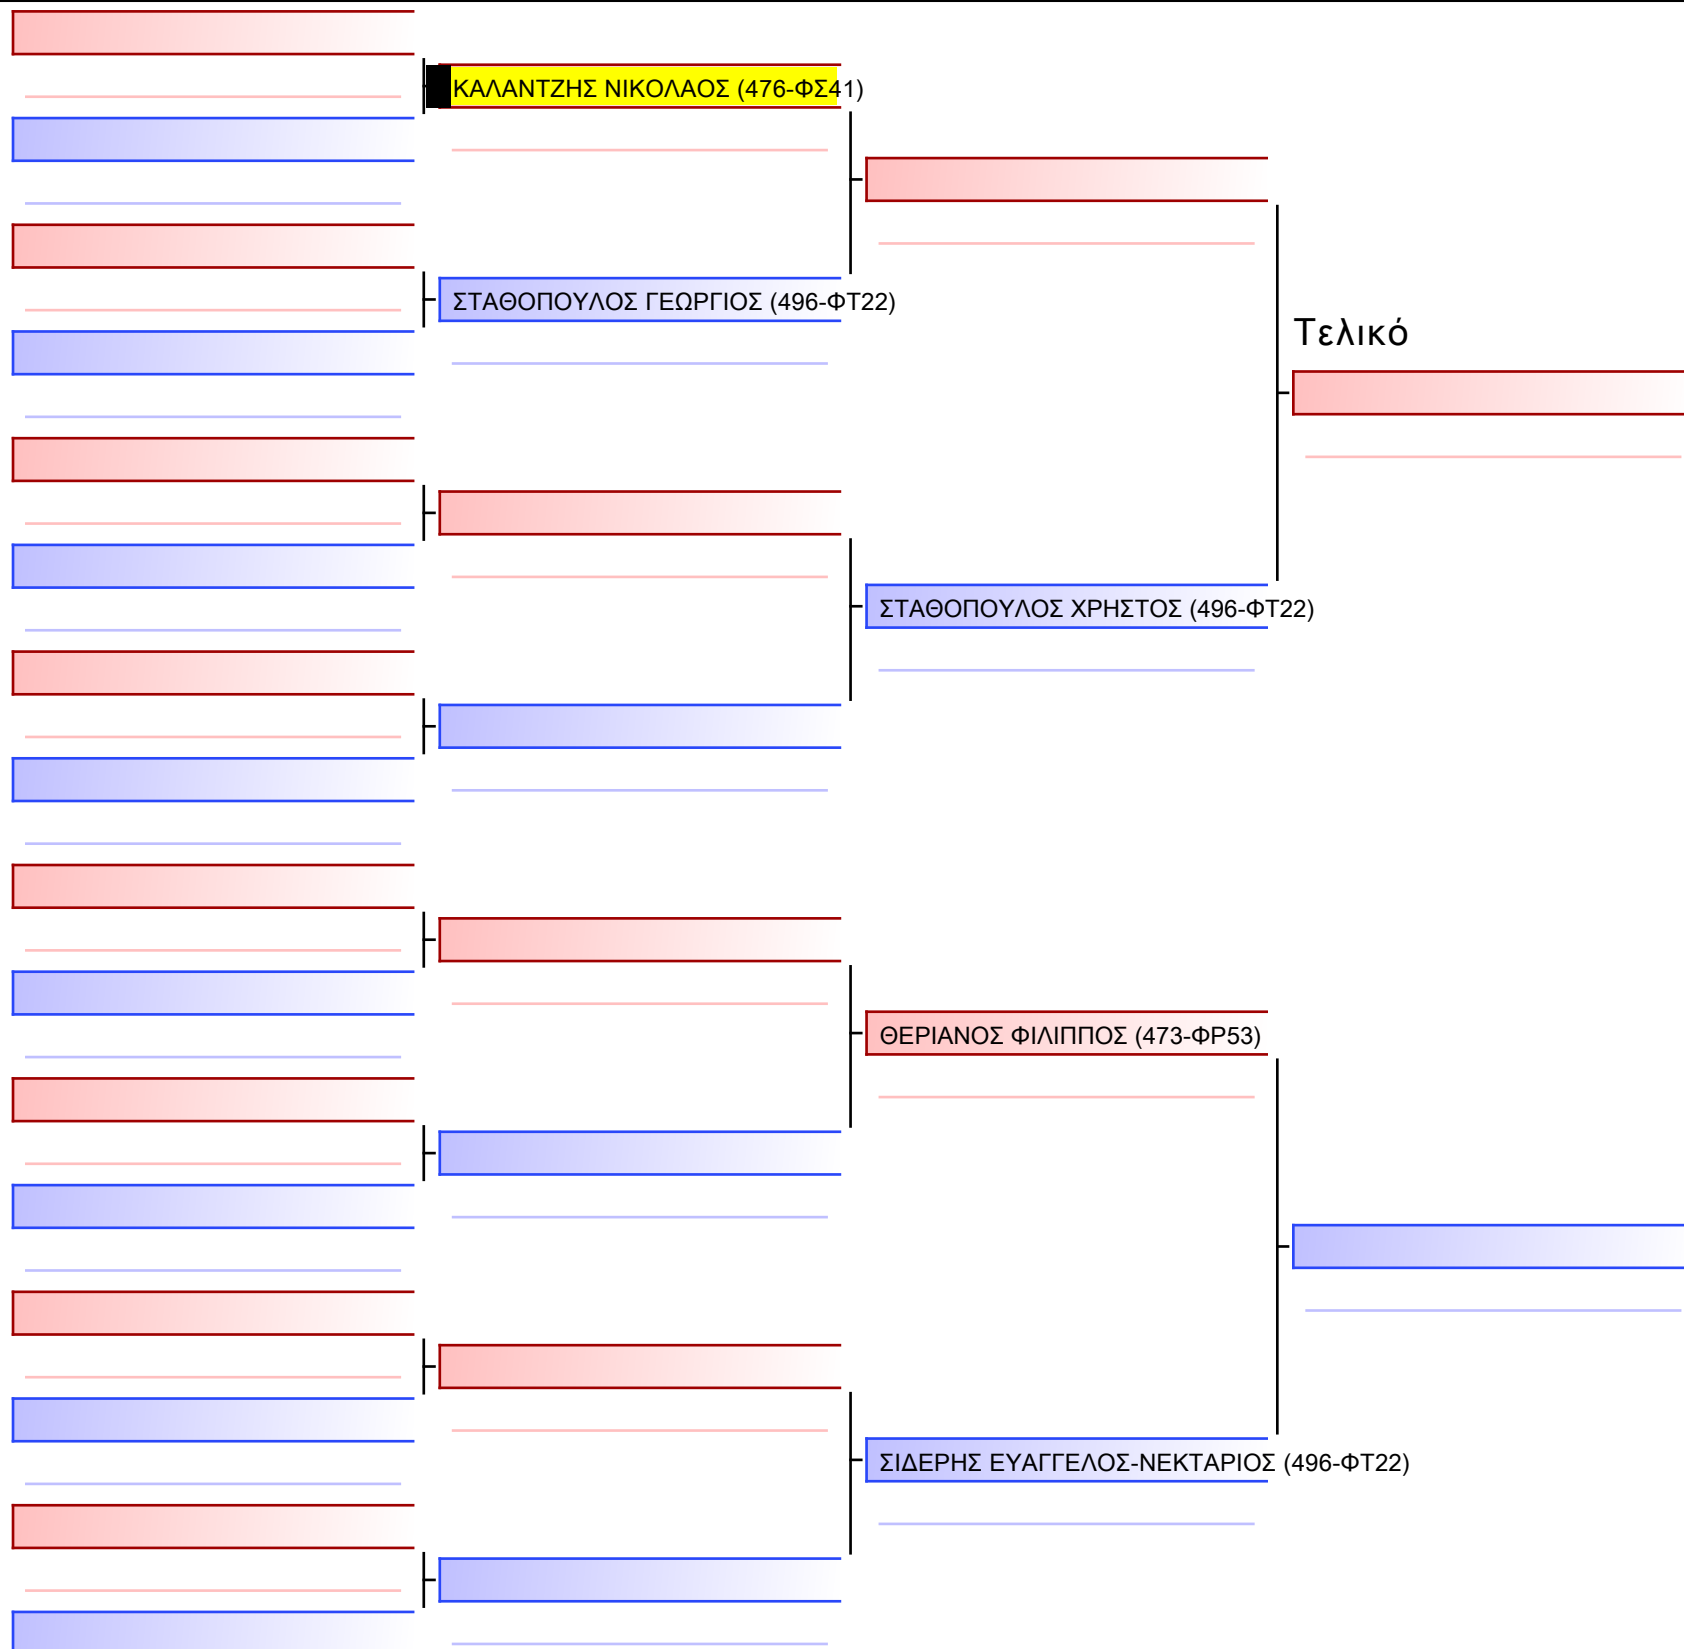 ΚΑΛΑΝΤΖΗΣ ΝΙΚΟΛΑΟΣ (476-ΦΣ41)
ΣΤΑΘΟΠΟΥΛΟΣ ΓΕΩΡΓΙΟΣ (496-ΦΤ22)
Τελικό
ΣΤΑΘΟΠΟΥΛΟΣ ΧΡΗΣΤΟΣ (496-ΦΤ22)
ΘΕΡΙΑΝΟΣ ΦΙΛΙΠΠΟΣ (473-ΦΡ53)
ΣΙΔΕΡΗΣ ΕΥΑΓΓΕΛΟΣ-ΝΕΚΤΑΡΙΟΣ (496-ΦΤ22)